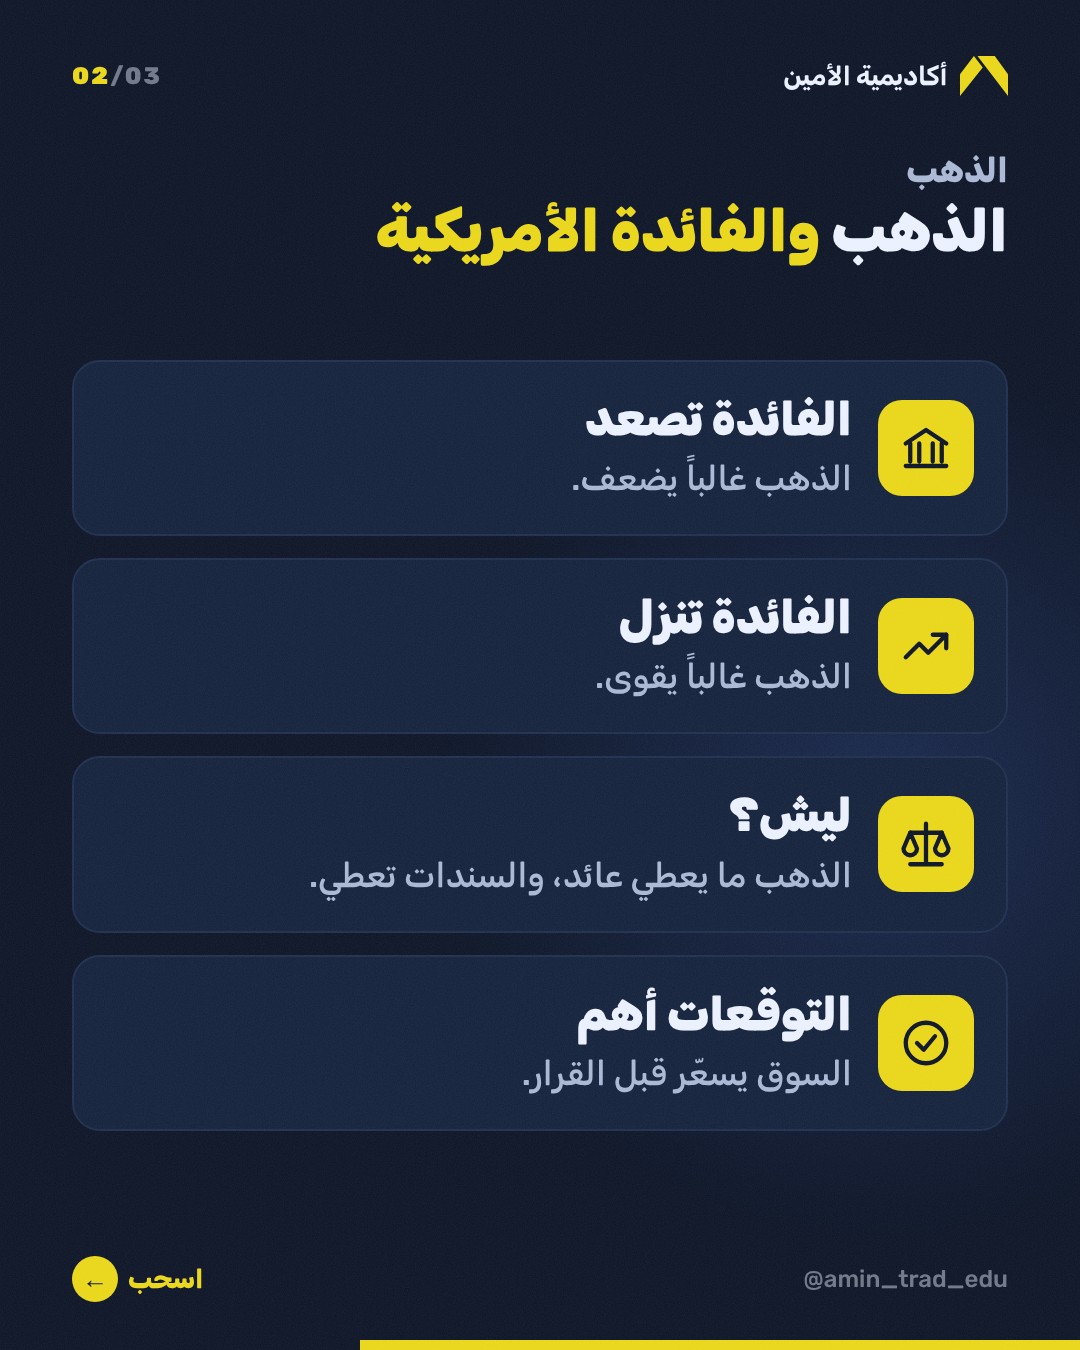 أكاديمية الأمين
02/03
الذهب
الذهب والفائدة الأمريكية
الفائدة تصعد
الذهب غالباً يضعف.
الفائدة تنزل
الذهب غالباً يقوى.
ليش؟
الذهب ما يعطي عائد، والسندات تعطي.
التوقعات أهم
السوق يسعّر قبل القرار.
@amin_trad_edu
اسحب ←